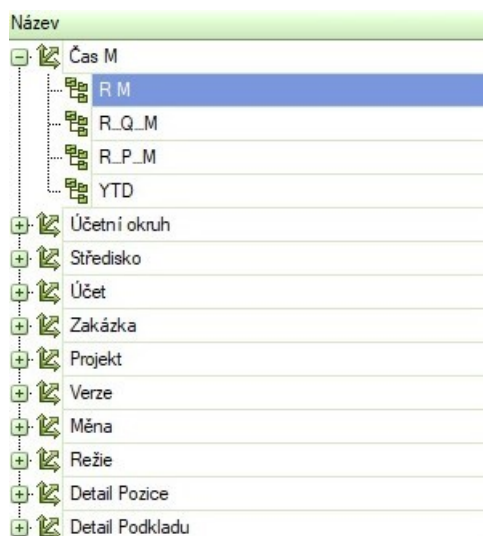 Název
Čas M
R M
R_Q_M
R_P_M
YTD
Účetní okruh
Středisko
Účet
Zakázka
Projekt
Verze
Měna
Režie
Detail Pozice
Detail Podkladu